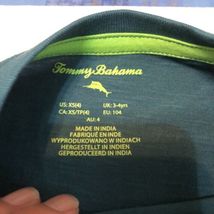 Tommy Bahama
US: XS(4) UK: 3-4yrs
CA: XS/TP(4) EU: 104
AU: 4
MADE IN INDIA
FABRIQUÉ EN INDE
WYPRODUKOWANO W INDIACH
HERGESTELLT IN INDIEN
GEPRODUCEERD IN INDIA